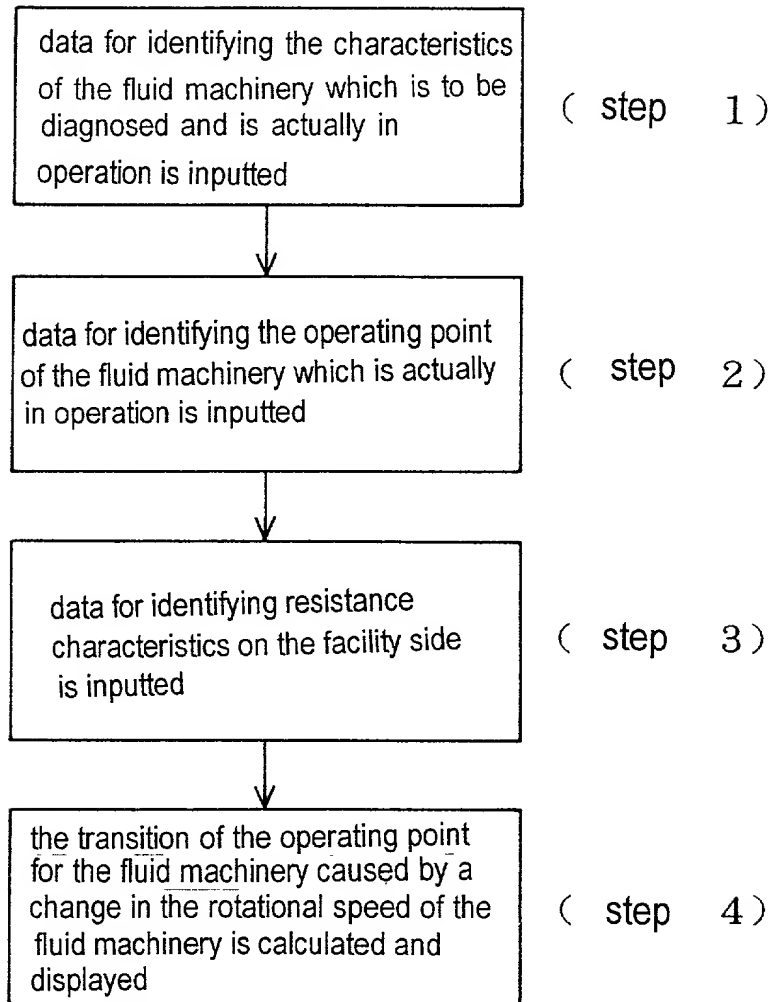 data for identifying the characteristics
of the fluid machinery which is to be
diagnosed and is actually in
operation is inputted
( step 1 )
data for identifying the operating point
of the fluid machinery which is actually
in operation is inputted
( step 2 )
data for identifying resistance
characteristics on the facility side
is inputted
( step 3 )
the transition of the operating point
for the fluid machinery caused by a
change in the rotational speed of the
fluid machinery is calculated and
displayed
( step 4 )